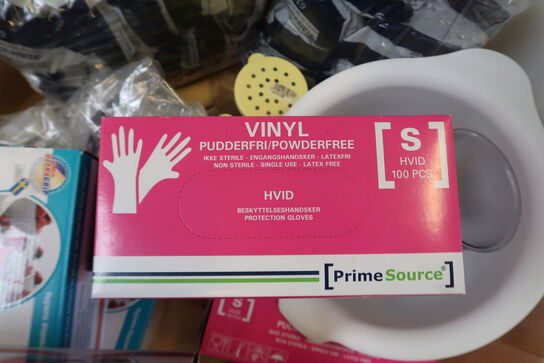 VINYL
PUDDERFRI/POWDERFREE
IKKE STERILE - ENGANGSHANDSKER - LATEXFRI
NON STERILE - SINGLE USE - LATEX FREE
HVID
BESKYTTELSESHANDSKER
PROTECTION GLOVES
[S]
HVID
100 PCS.
[PrimeSource®]
S
HVID